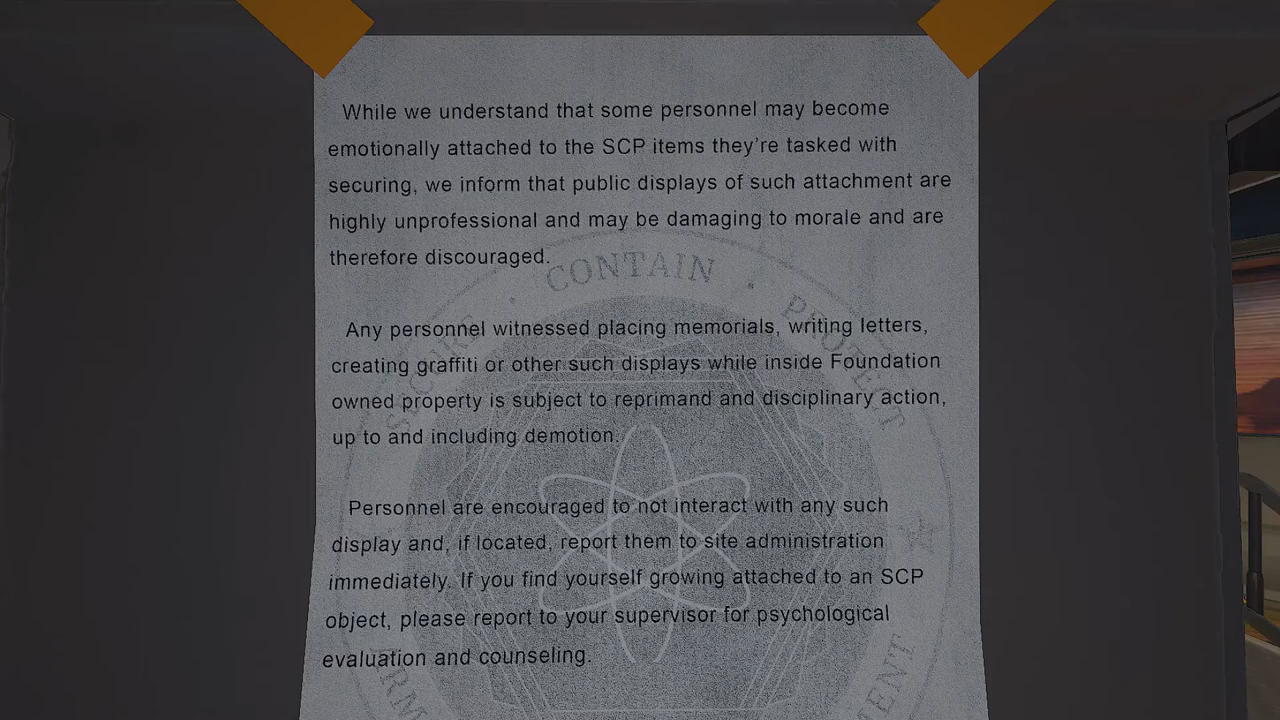 While we understand that some personnel may become
emotionally attached to the SCP items they're tasked with
securing, we inform that public displays of such attachment are
highly unprofessional and may be damaging to morale and are
therefore discouraged.
Any personnel witnessed placing memorials, writing letters,
creating graffiti or other such displays while inside Foundation
owned property is subject to reprimand and disciplinary action,
up to and including demotion.
Personnel are encouraged to not interact with any such
display and, if located, report them to site administration
immediately. If you find yourself growing attached to an SCP
object, please report to your supervisor for psychological
evaluation and counseling.
SECURE · CONTAIN · PROTECT